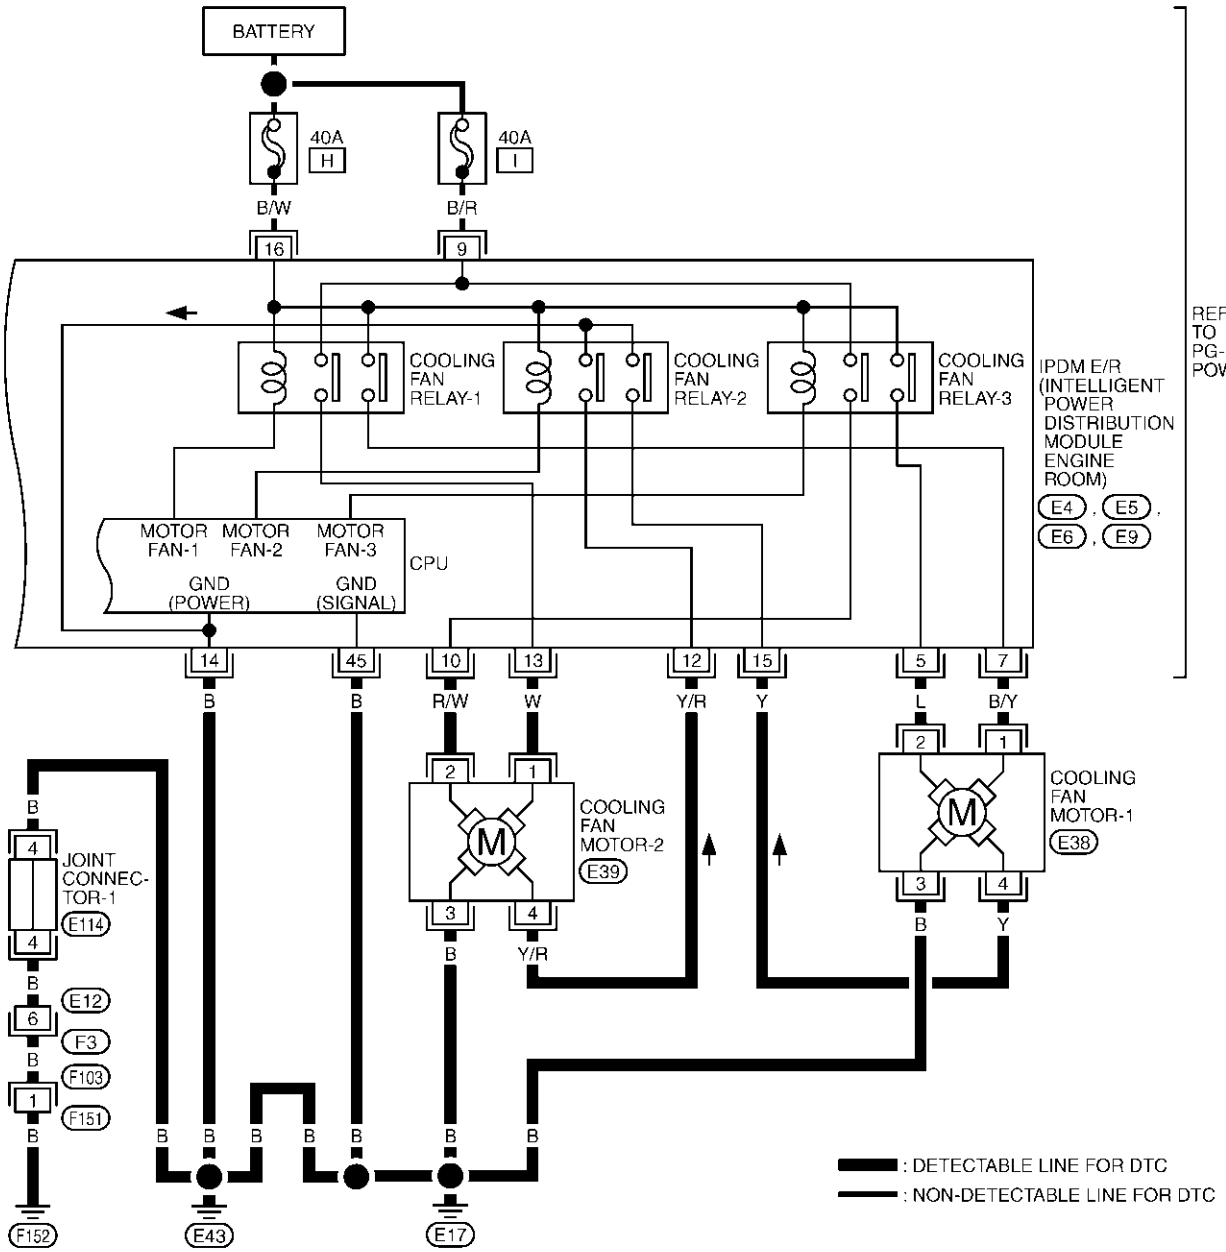 BATTERY
40A
H
40A
I
B/W
B/R
16
9
REF
TO
PG-
POW
COOLING
FAN
RELAY-1
COOLING
FAN
RELAY-2
COOLING
FAN
RELAY-3
IPDM E/R
(INTELLIGENT
POWER
DISTRIBUTION
MODULE
ENGINE
ROOM)
E4 , E5 ,
E6 , E9
MOTOR
FAN-1
MOTOR
FAN-2
MOTOR
FAN-3
CPU
GND
(POWER)
GND
(SIGNAL)
14
45
10
13
12
15
5
7
B
B
R/W
W
Y/R
Y
L
B/Y
2
1
2
1
COOLING
FAN
MOTOR-2
E39
M
COOLING
FAN
MOTOR-1
E38
M
B
4
JOINT
CONNEC-
TOR-1
E114
4
3
4
3
4
B
Y/R
B
Y
B
E12
6
F3
B
F103
1
F151
B
B
B
B
B
B
B
B
F152
E43
E17
: DETECTABLE LINE FOR DTC
: NON-DETECTABLE LINE FOR DTC